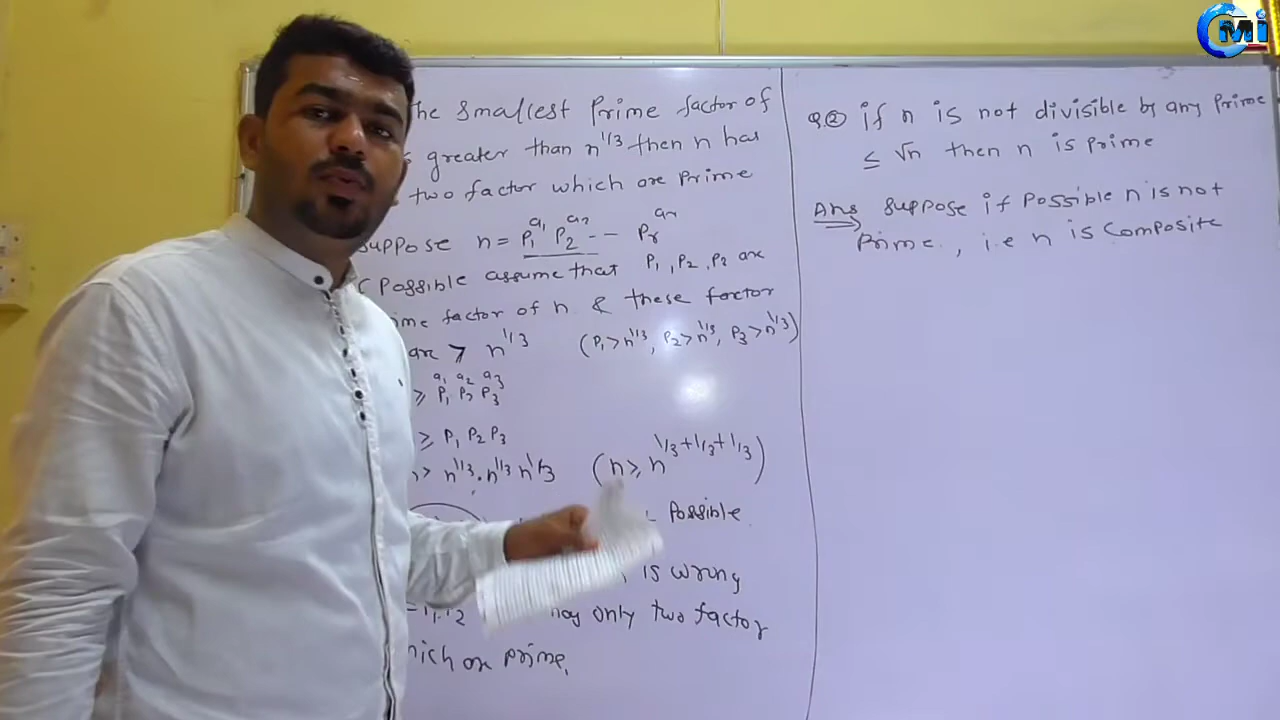 The smallest Prime factor of
greater than n^1/3 then n has
two factor which are Prime
suppose n = P₁^a₁ P₂^a₂ -- Pᵣ^aᵣ
Possible assume that P₁, P₂, P₃ are
factor of n & these factor
are ≥ n^1/3 (P₁>n^1/3, P₂>n^1/3, P₃>n^1/3)
≥ P₁^a₁ P₂^a₂ P₃^a₃
≥ P₁ P₂ P₃
> n^1/3 · n^1/3 n^1/3 (n ≥ n^1/3+1/3+1/3)
Possible
is wrong
only two factor
which are prime.
Q.② if n is not divisible by any Prime
≤ √n then n is prime
Ans suppose if possible n is not
Prime, i.e n is composite
CMi